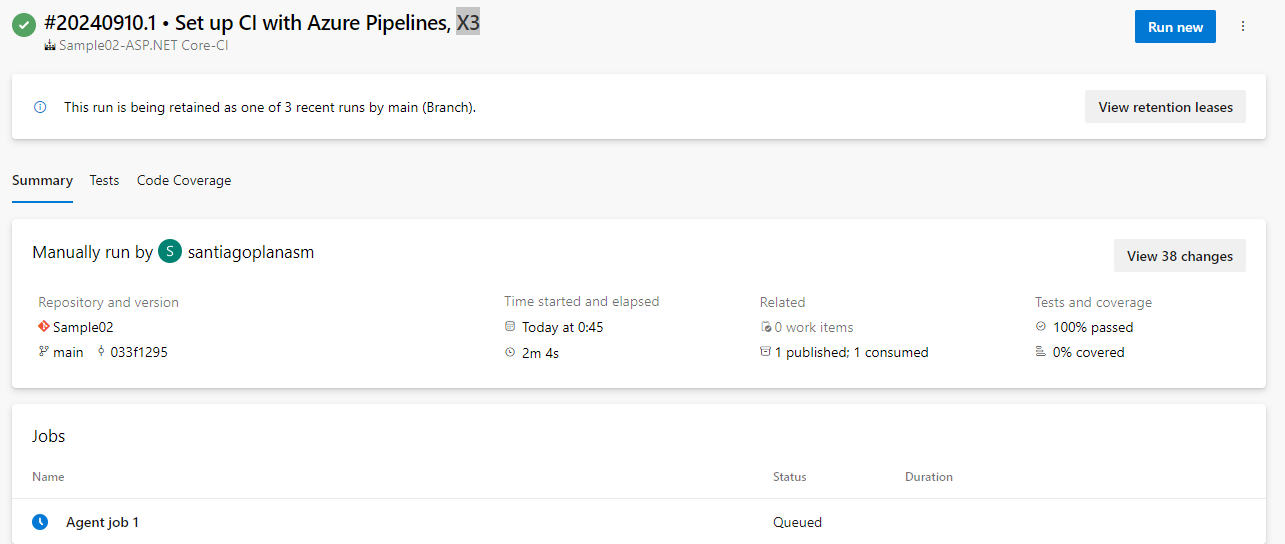 #20240910.1 • Set up CI with Azure Pipelines, X3
Run new
Sample02-ASP.NET Core-CI
This run is being retained as one of 3 recent runs by main (Branch).
View retention leases
Summary Tests Code Coverage
Manually run by S santiagoplanasm
View 38 changes
Repository and version
Sample02
main 033f1295
Time started and elapsed
Today at 0:45
2m 4s
Related
0 work items
1 published; 1 consumed
Tests and coverage
100% passed
0% covered
Jobs
Name Status Duration
Agent job 1 Queued